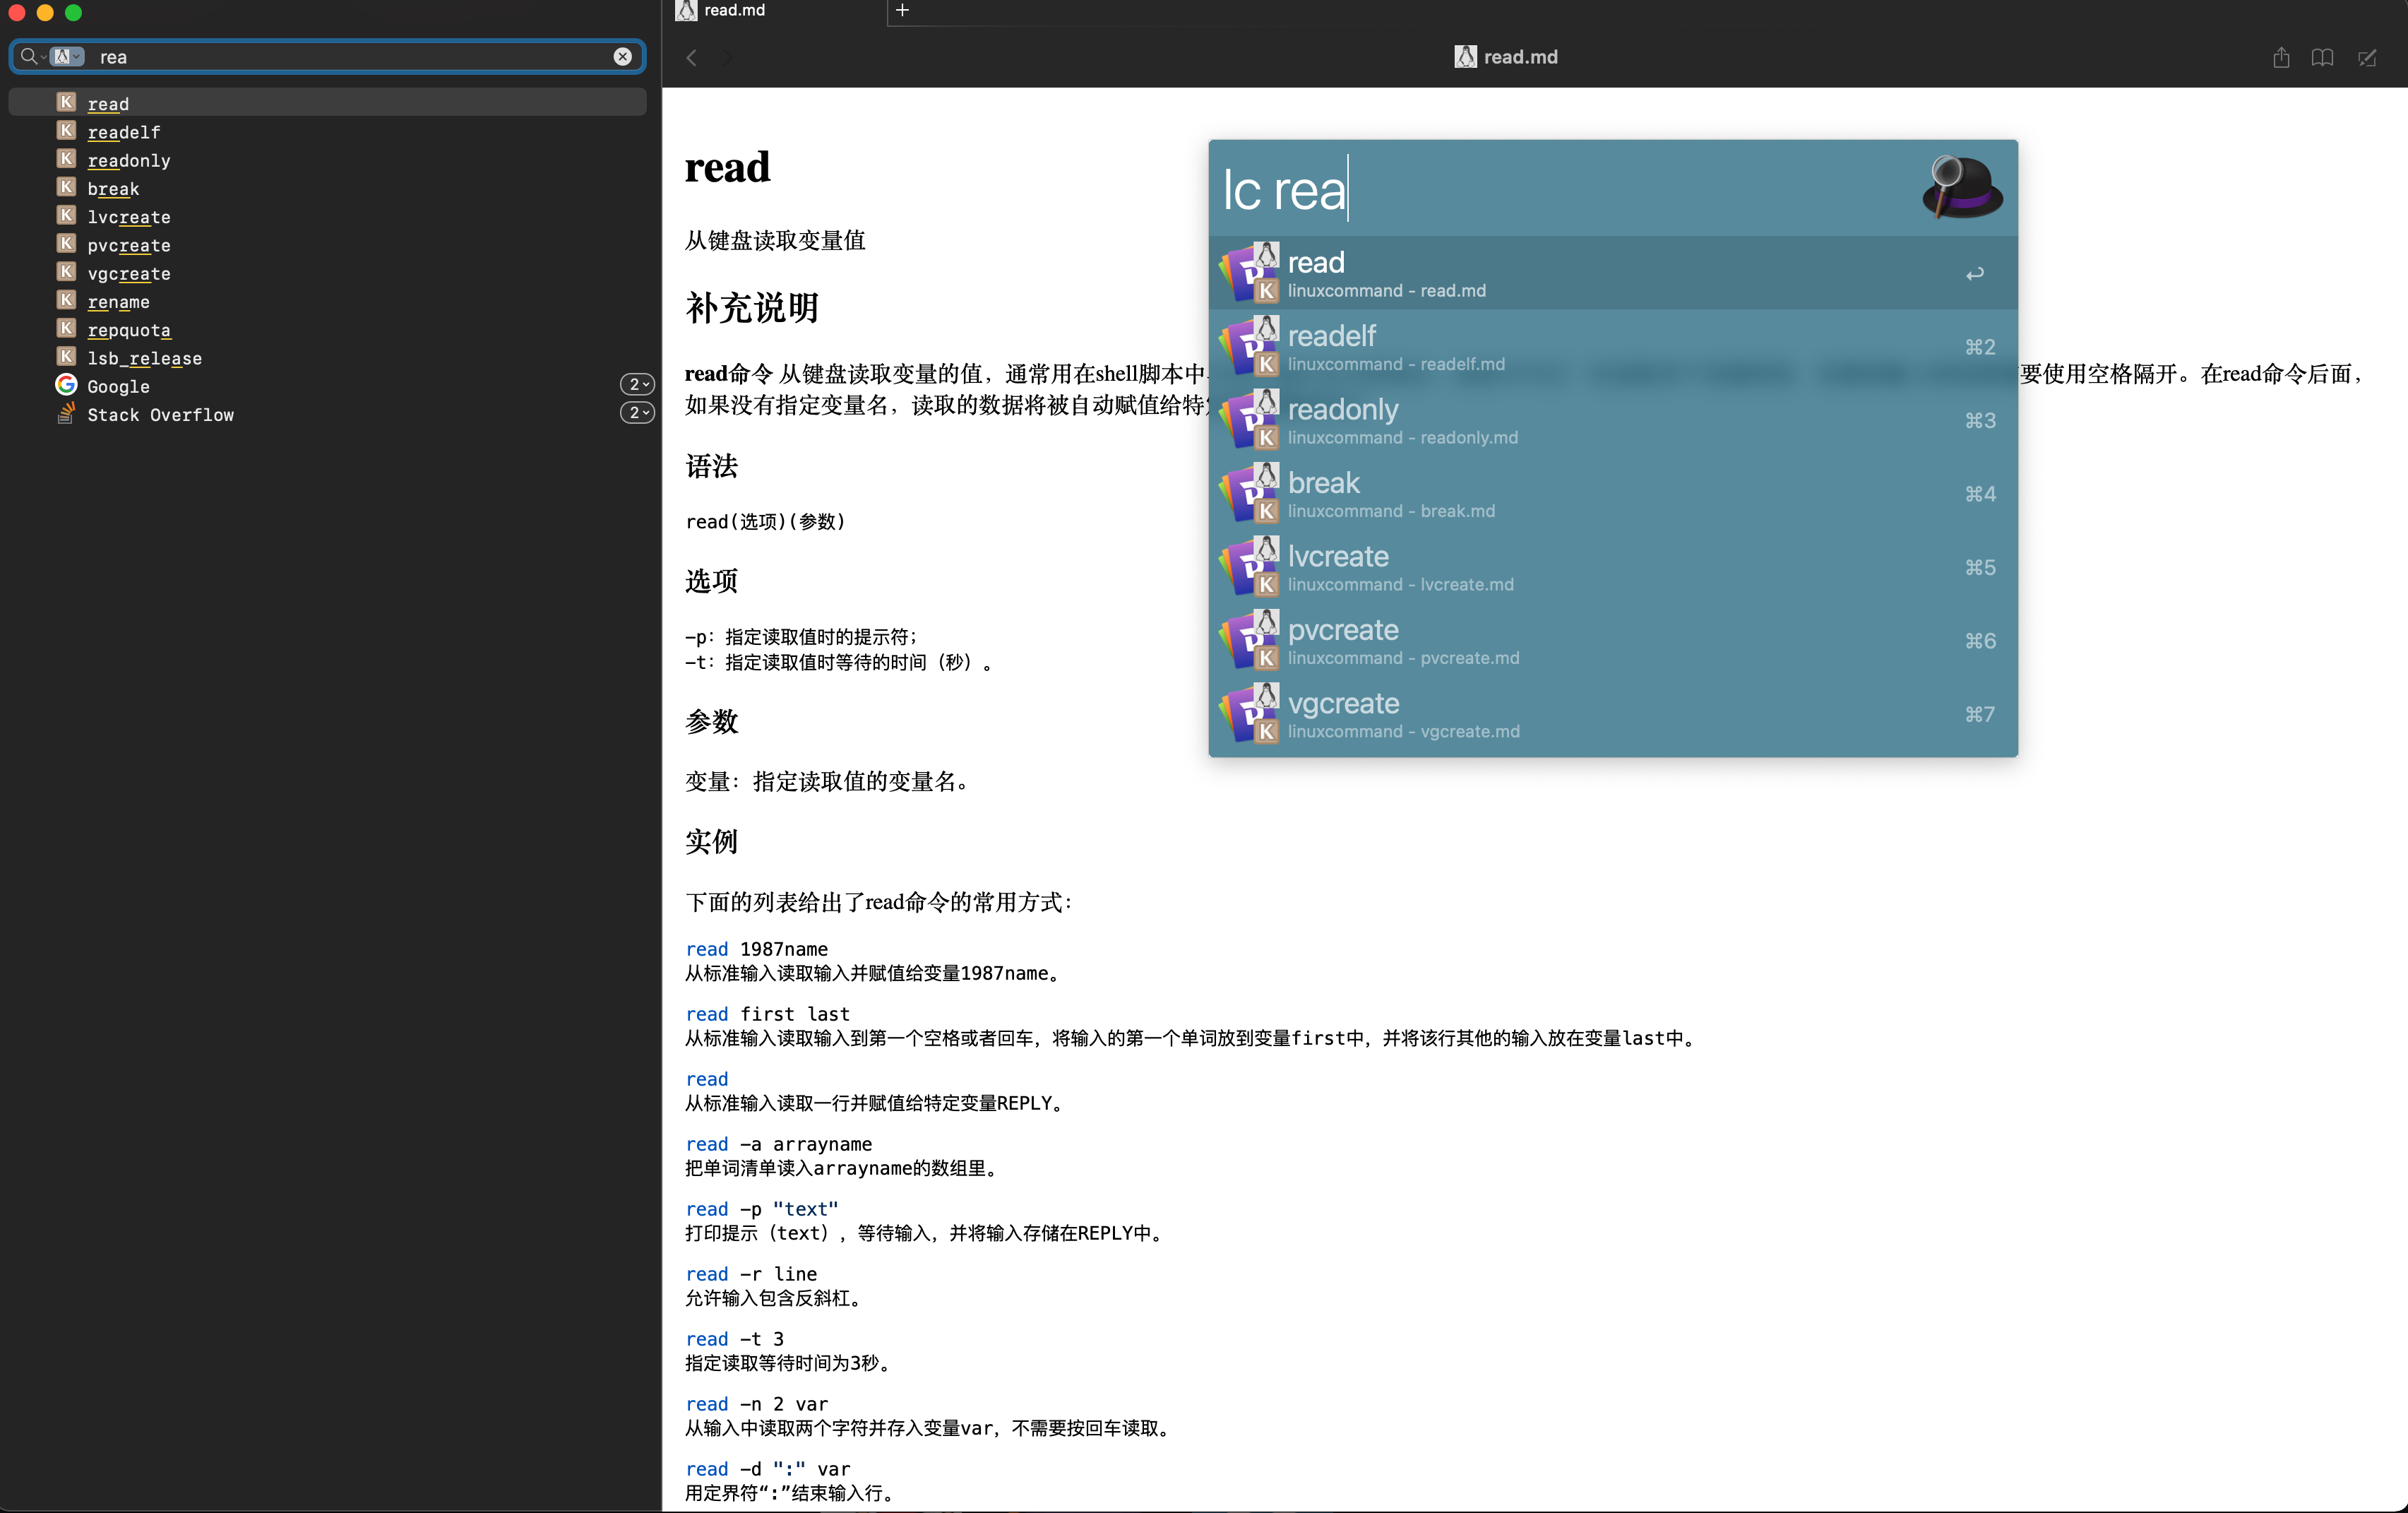 rea
read
readelf
readonly
break
lvcreate
pvcreate
vgcreate
rename
repquota
lsb_release
Google 2
Stack Overflow 2
read.md
read.md
read
从键盘读取变量值
补充说明
read命令 从键盘读取变量的值，通常用在shell脚本中
要使用空格隔开。在read命令后面，
如果没有指定变量名，读取的数据将被自动赋值给特
语法
read(选项)(参数)
选项
-p：指定读取值时的提示符；
-t：指定读取值时等待的时间（秒）。
参数
变量：指定读取值的变量名。
实例
下面的列表给出了read命令的常用方式：
read 1987name
从标准输入读取输入并赋值给变量1987name。
read first last
从标准输入读取输入到第一个空格或者回车，将输入的第一个单词放到变量first中，并将该行其他的输入放在变量last中。
read
从标准输入读取一行并赋值给特定变量REPLY。
read -a arrayname
把单词清单读入arrayname的数组里。
read -p "text"
打印提示（text），等待输入，并将输入存储在REPLY中。
read -r line
允许输入包含反斜杠。
read -t 3
指定读取等待时间为3秒。
read -n 2 var
从输入中读取两个字符并存入变量var，不需要按回车读取。
read -d ":" var
用定界符“:”结束输入行。
lc rea
read
linuxcommand - read.md
readelf
linuxcommand - readelf.md
⌘2
readonly
linuxcommand - readonly.md
⌘3
break
linuxcommand - break.md
⌘4
lvcreate
linuxcommand - lvcreate.md
⌘5
pvcreate
linuxcommand - pvcreate.md
⌘6
vgcreate
linuxcommand - vgcreate.md
⌘7